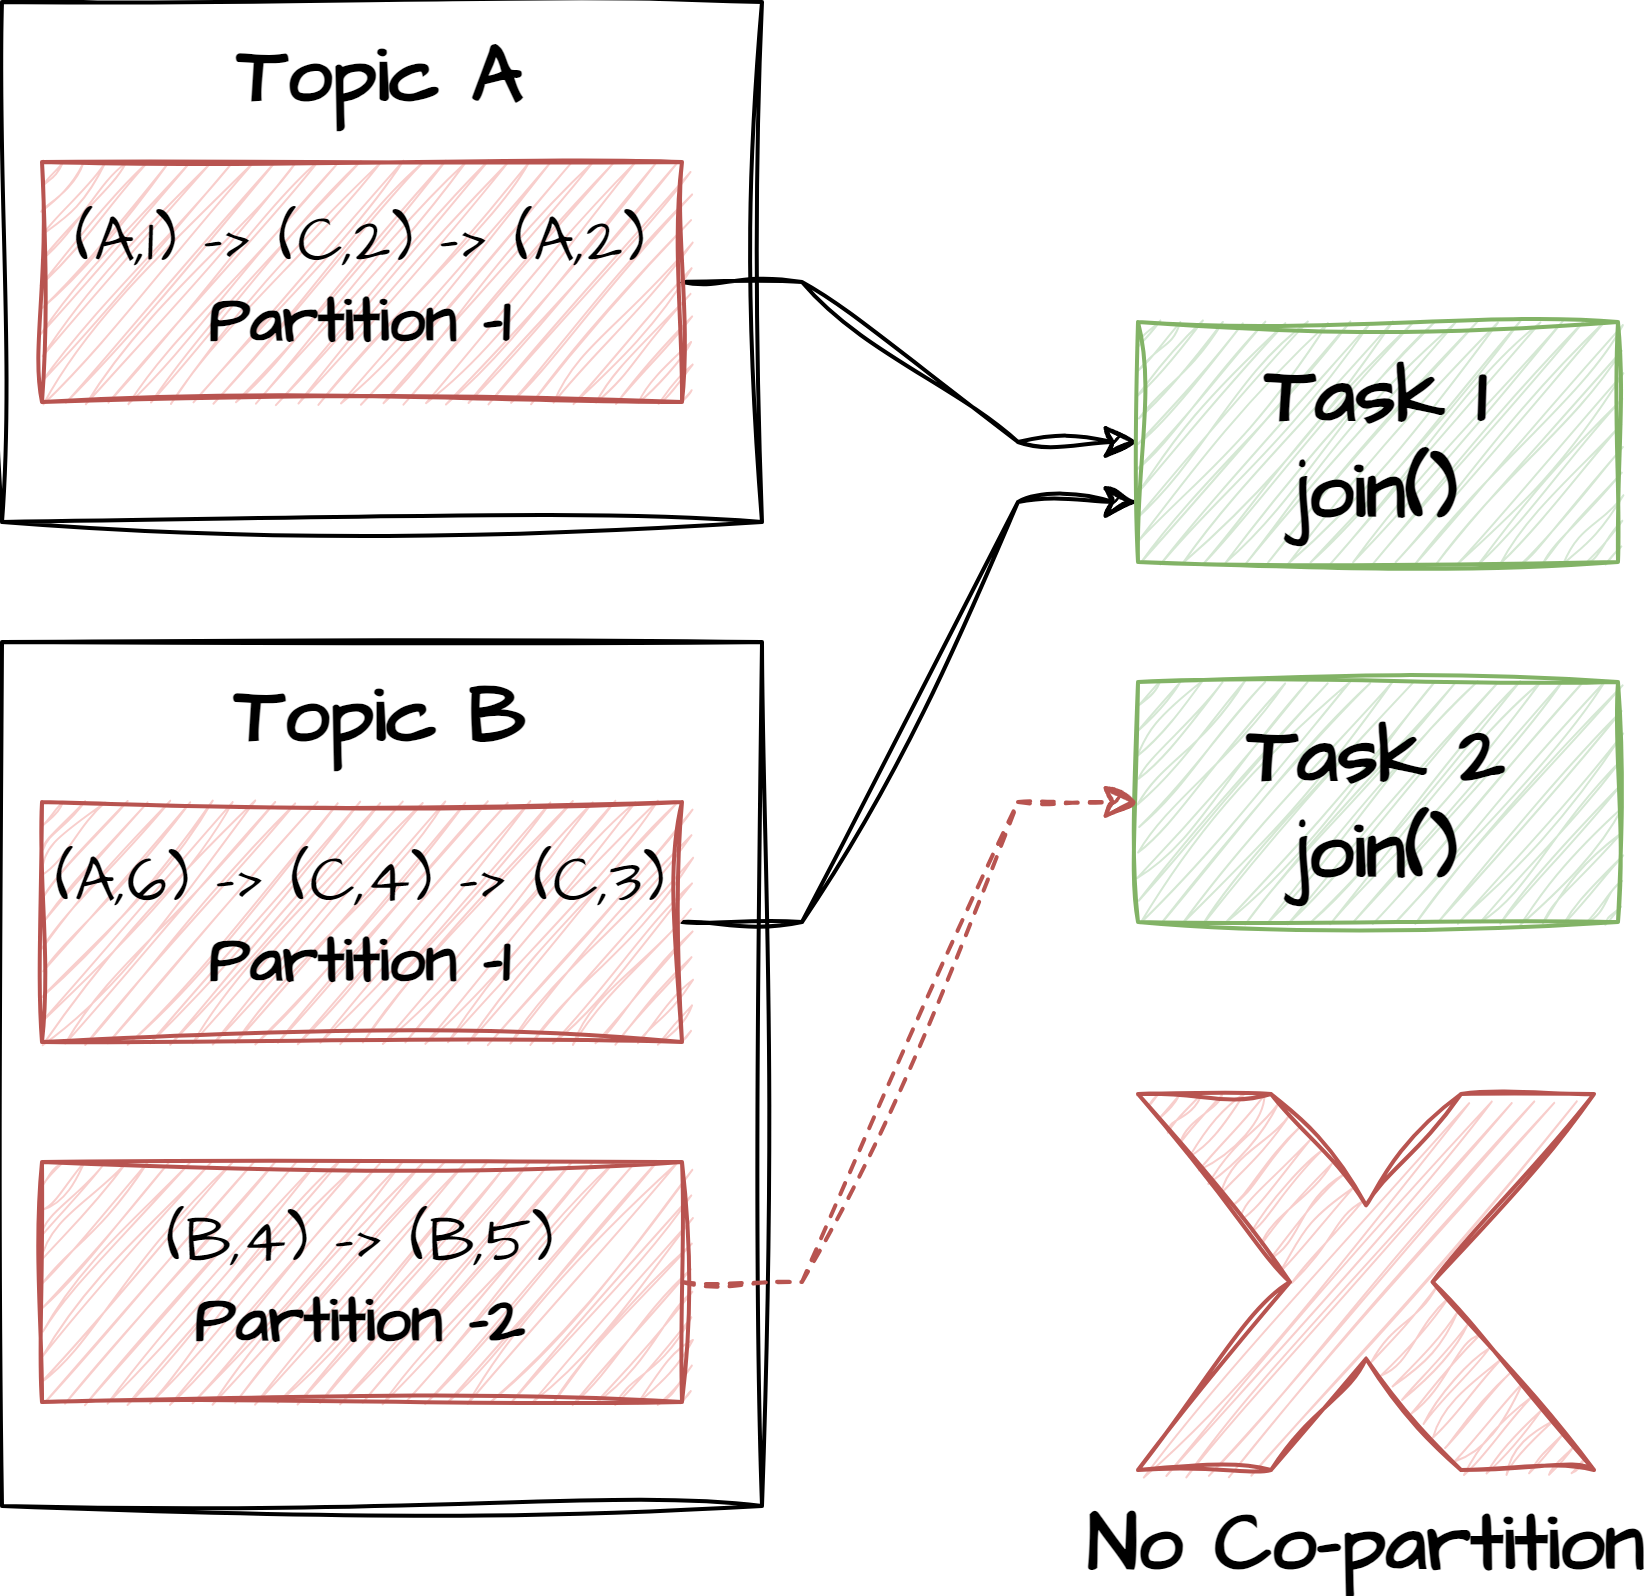 Topic A
(A,1) -> (C,2) -> (A,2)
Partition -1
Task 1
join()
Topic B
(A,6) -> (C,4) -> (C,3)
Partition -1
Task 2
join()
(B,4) -> (B,5)
Partition -2
No Co-partition